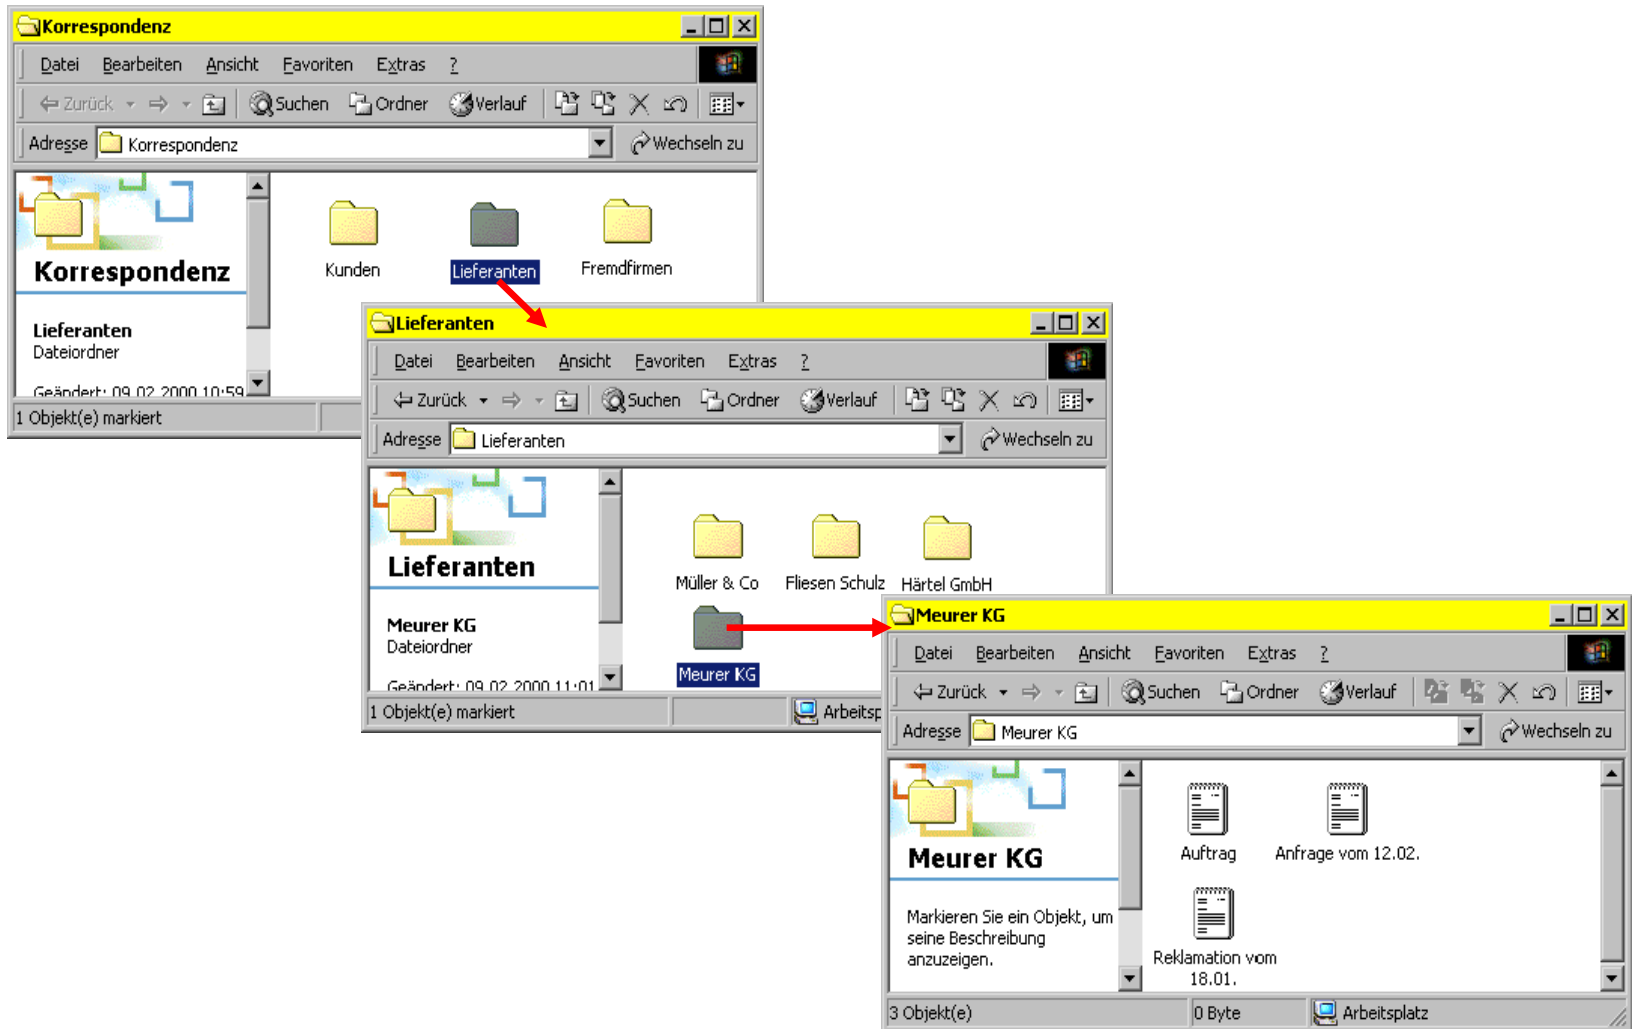 Korrespondenz
Datei Bearbeiten Ansicht Favoriten Extras ?
Zurück Suchen Ordner Verlauf
Adresse Korrespondenz Wechseln zu
Korrespondenz
Lieferanten
Dateiordner
Geändert: 09.02.2000 10:59
Kunden Lieferanten Fremdfirmen
1 Objekt(e) markiert
Lieferanten
Datei Bearbeiten Ansicht Favoriten Extras ?
Zurück Suchen Ordner Verlauf
Adresse Lieferanten Wechseln zu
Lieferanten
Meurer KG
Dateiordner
Geändert: 09.02.2000 11:01
Müller & Co Fliesen Schulz Härtel GmbH
Meurer KG
1 Objekt(e) markiert Arbeitsp
Meurer KG
Datei Bearbeiten Ansicht Favoriten Extras ?
Zurück Suchen Ordner Verlauf
Adresse Meurer KG Wechseln zu
Meurer KG
Markieren Sie ein Objekt, um
seine Beschreibung
anzuzeigen.
Auftrag Anfrage vom 12.02.
Reklamation vom
18.01.
3 Objekt(e) 0 Byte Arbeitsplatz